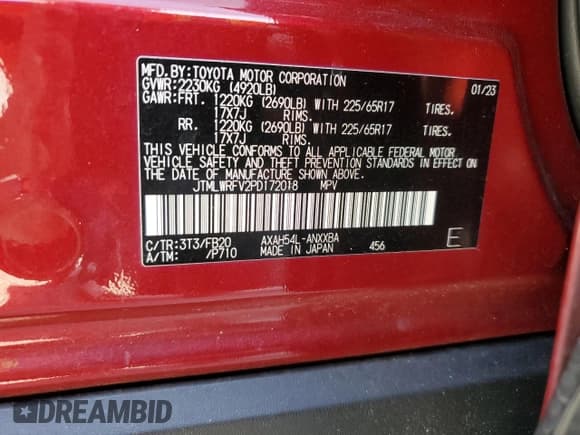 MFD.BY:TOYOTA MOTOR CORPORATION 01/23
GVWR:2230KG (4920LB)
GAWR:FRT. 1220KG (2690LB) WITH 225/65R17 TIRES.
17X7J RIMS.
RR. 1220KG (2690LB) WITH 225/65R17 TIRES.
17X7J RIMS.
THIS VEHICLE CONFORMS TO ALL APPLICABLE FEDERAL MOTOR
VEHICLE SAFETY AND THEFT PREVENTION STANDARDS IN EFFECT ON
THE DATE OF MANUFACTURE SHOWN ABOVE.
JTMLWRFV2PD172018 MPV
C/TR:3T3/FB20 AXAH54L-ANXXBA
A/TM: /P710 MADE IN JAPAN 456
E
DREAMBID